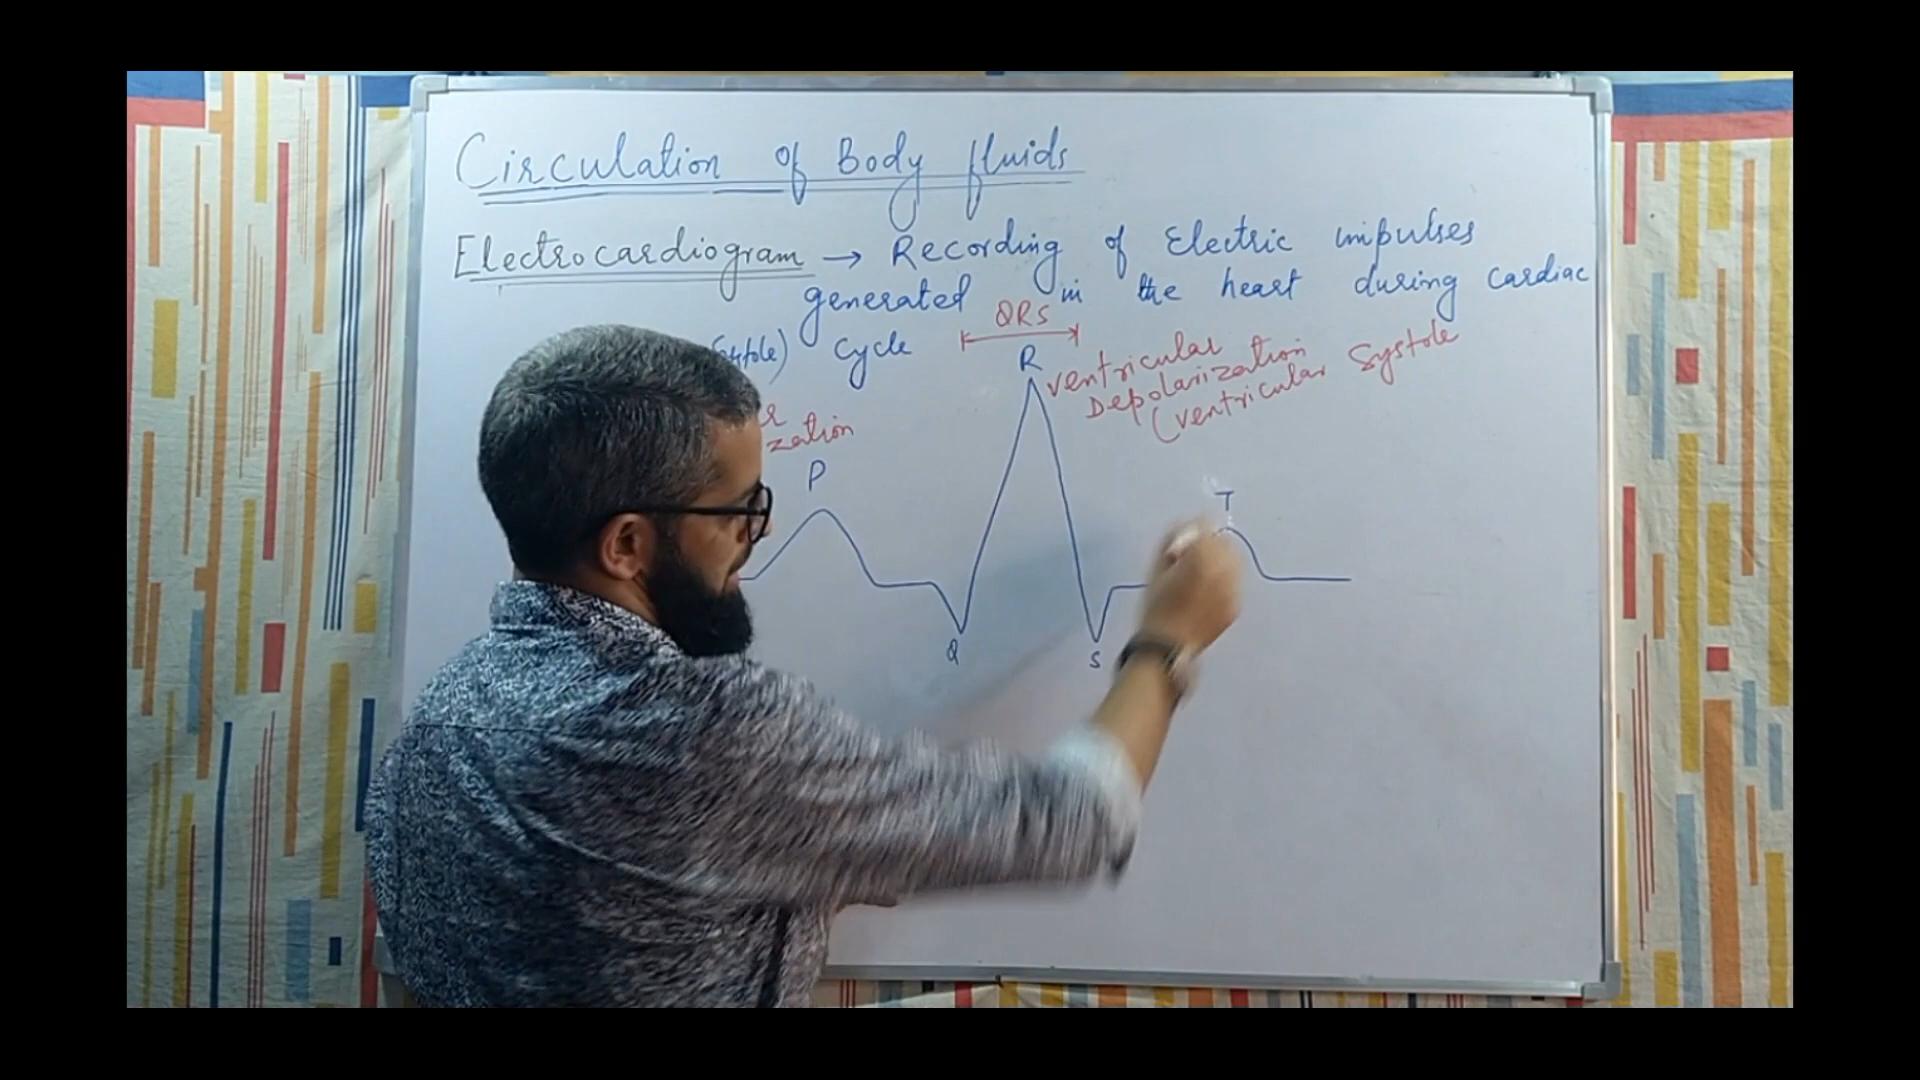 Circulation of Body fluids
Electrocardiogram → Recording of Electric impulses
generated in the heart during cardiac
cycle
QRS
R
ventricular
Depolarization
(ventricular systole
zation
P
T
Q
S